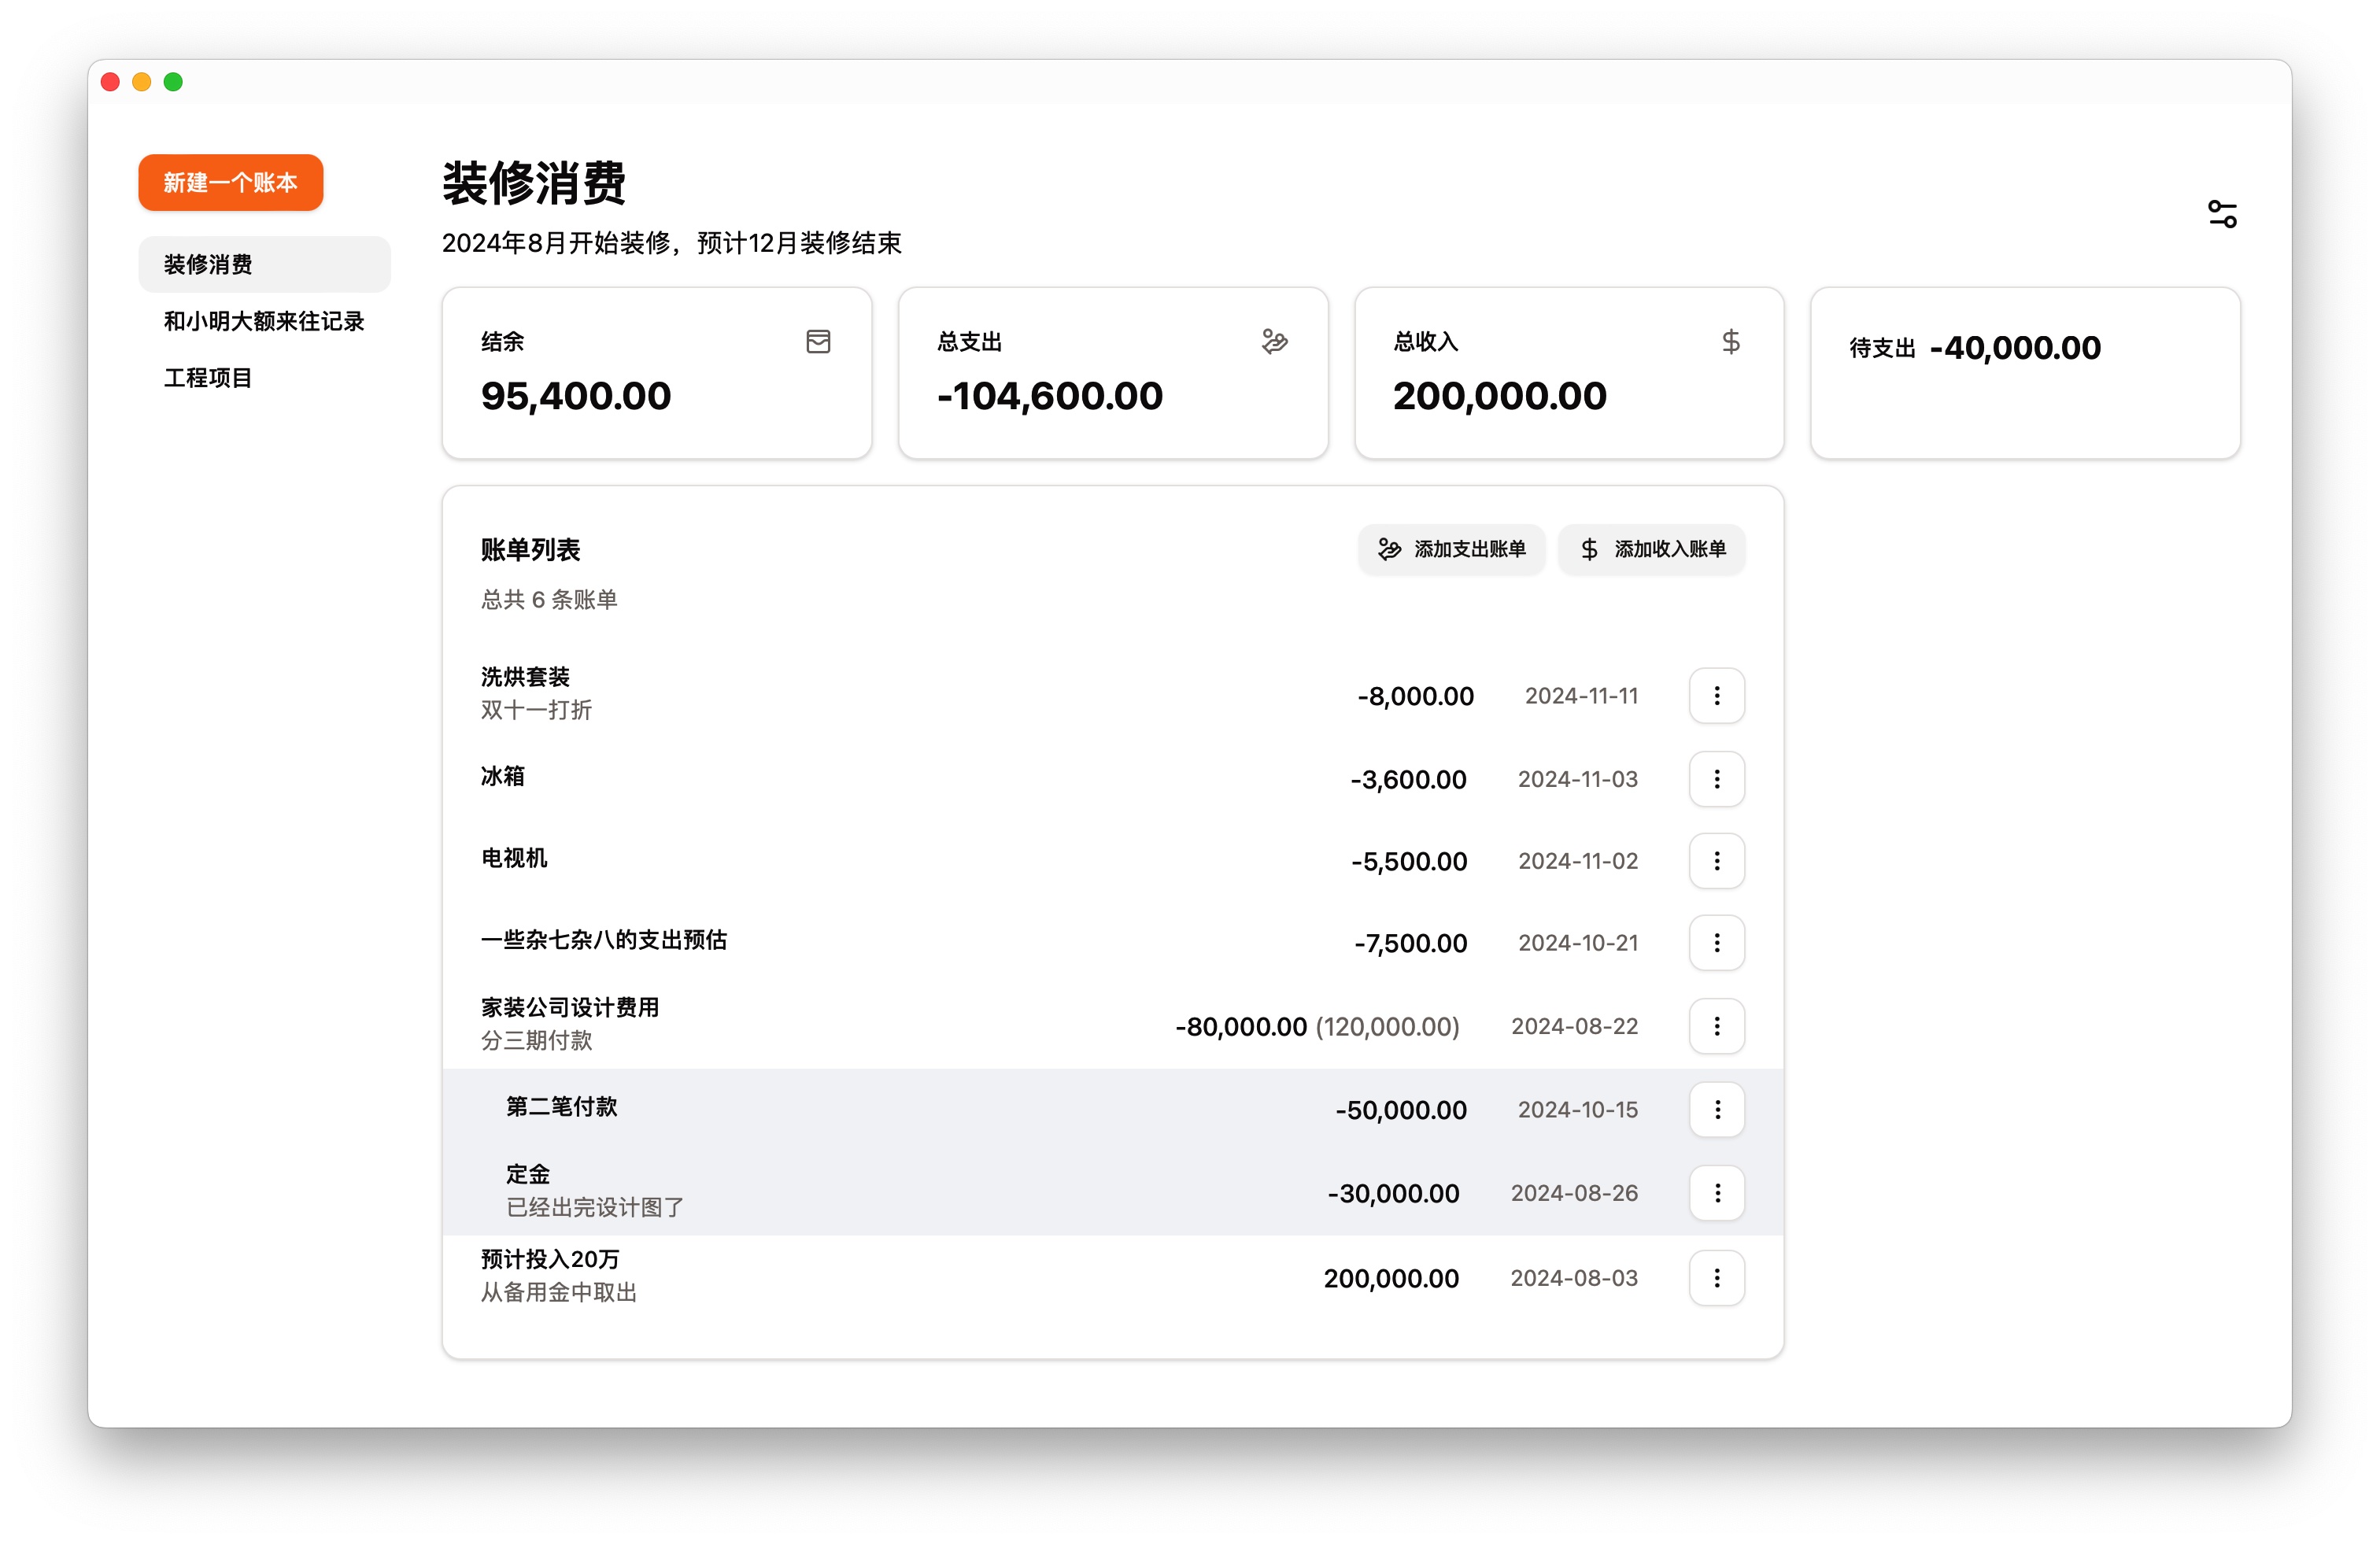 新建一个账本
装修消费
和小明大额来往记录
工程项目
装修消费
2024年8月开始装修，预计12月装修结束
结余
95,400.00
总支出
-104,600.00
总收入
200,000.00
待支出 -40,000.00
账单列表
添加支出账单
添加收入账单
总共 6 条账单
洗烘套装
双十一打折
-8,000.00 2024-11-11
冰箱
-3,600.00 2024-11-03
电视机
-5,500.00 2024-11-02
一些杂七杂八的支出预估
-7,500.00 2024-10-21
家装公司设计费用
分三期付款
-80,000.00 (120,000.00) 2024-08-22
第二笔付款
-50,000.00 2024-10-15
定金
已经出完设计图了
-30,000.00 2024-08-26
预计投入20万
从备用金中取出
200,000.00 2024-08-03